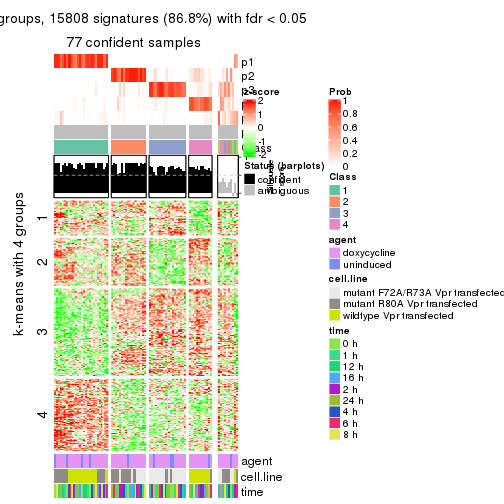 groups, 15808 signatures (86.8%) with fdr < 0.05
77 confident samples
p1
p2
z-score
2
1
0
-1
-2
Prob
1
0.8
0.6
0.4
0.2
0
Status (barplots)
confident
ambiguous
Class
1
2
3
4
agent
doxycycline
uninduced
cell.line
mutant F72A/R73A Vpr transfected
mutant R80A Vpr transfected
wildtype Vpr transfected
time
0 h
1 h
12 h
16 h
2 h
24 h
4 h
6 h
8 h
k-means with 4 groups
1
2
3
4
agent
cell.line
time